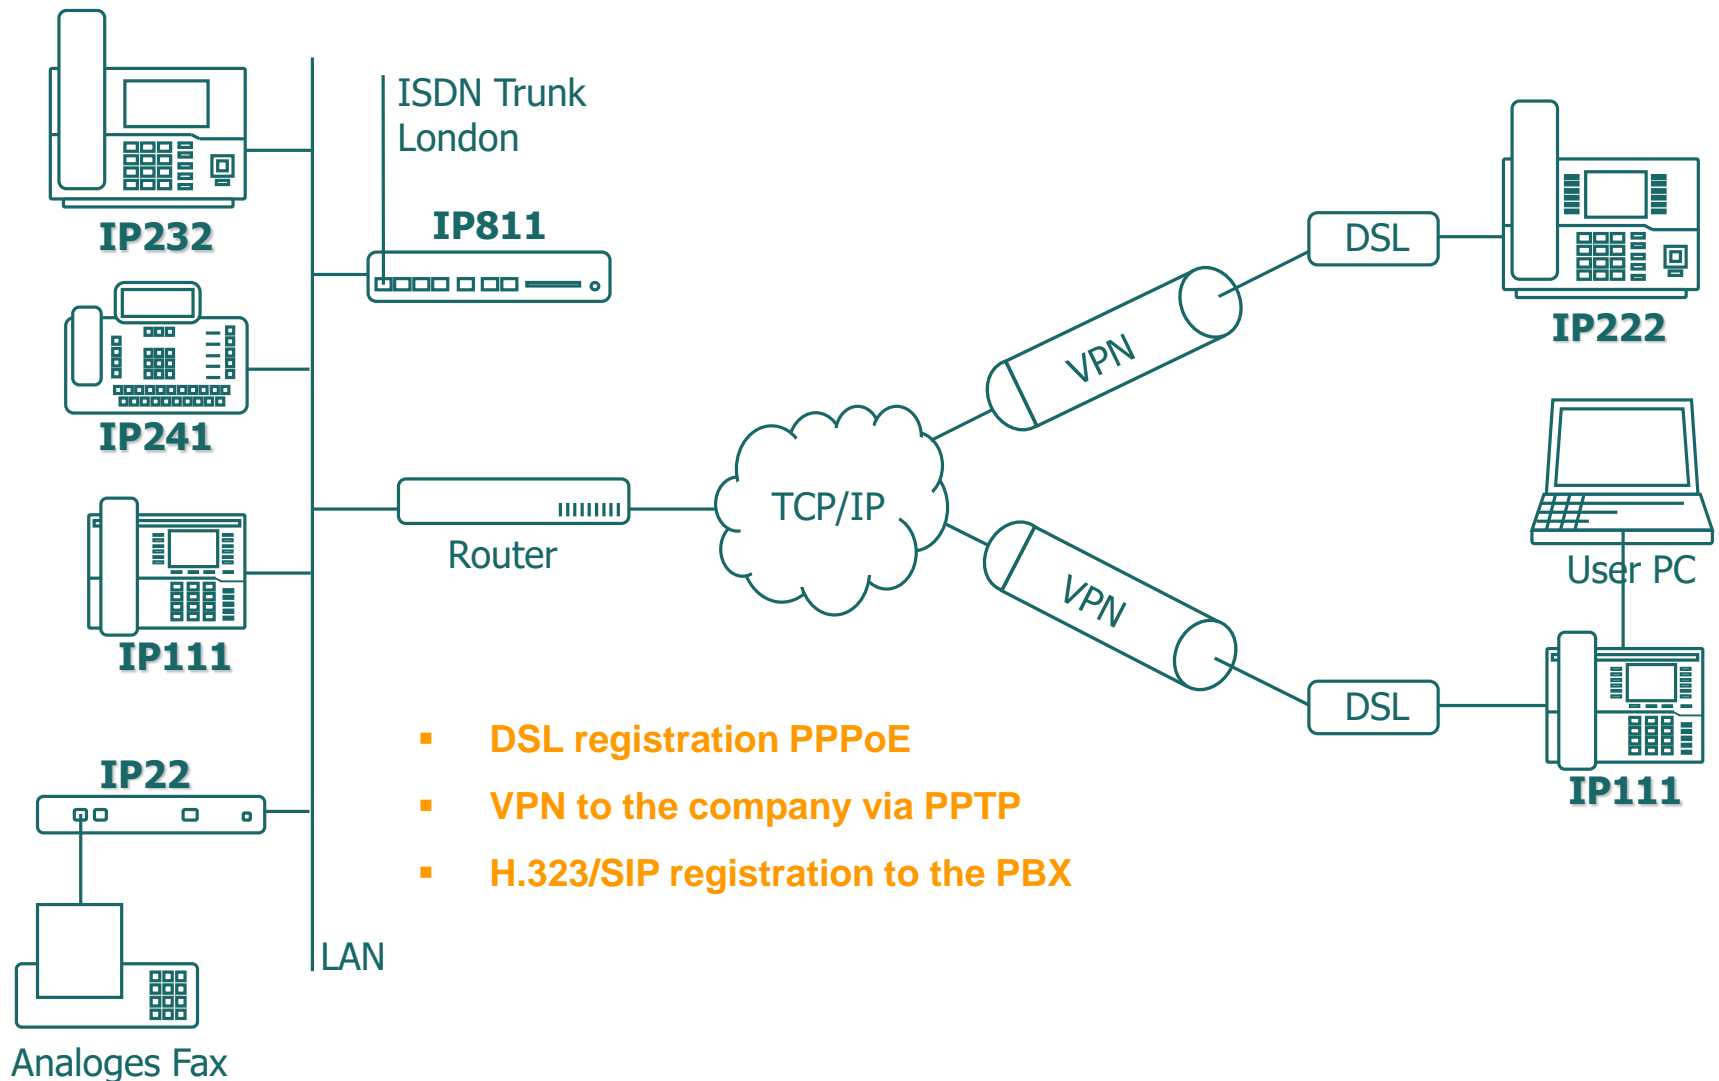 ISDN Trunk
London
IP232
IP811
DSL
IP222
VPN
IP241
TCP/IP
Router
User PC
VPN
IP111
DSL
IP111
IP22
▪ DSL registration PPPoE
▪ VPN to the company via PPTP
▪ H.323/SIP registration to the PBX
LAN
Analoges Fax